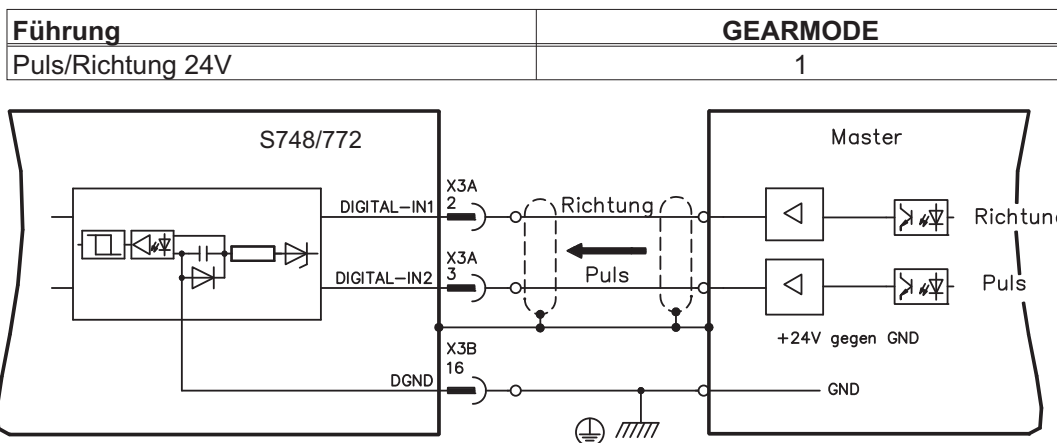 Führung GEARMODE
Puls/Richtung 24V 1
S748/772
Master
X3A
DIGITAL-IN1 2 Richtung
Richtung
X3A
DIGITAL-IN2 3 Puls
Puls
+24V gegen GND
X3B
16
DGND
GND